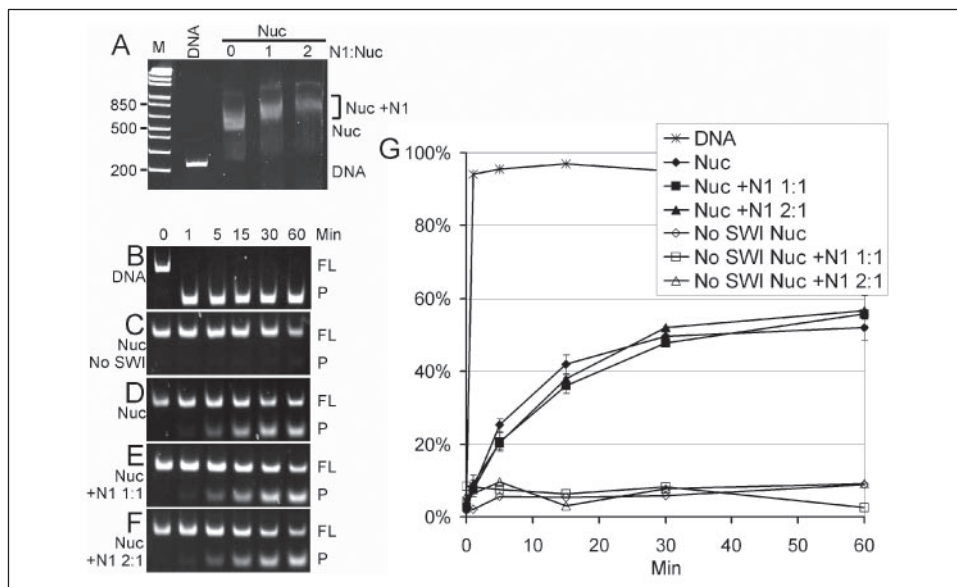 A
M
DNA
Nuc
0 1 2 N1:Nuc
850
500
200
Nuc +N1
Nuc
DNA
0 1 5 15 30 60 Min
B
DNA
FL
P
C
Nuc
No SWI
FL
P
D
Nuc
FL
P
E
Nuc
+N1 1:1
FL
P
F
Nuc
+N1 2:1
FL
P
G
100%
80%
60%
40%
20%
0%
0 10 20 30 40 50 60
Min
DNA
Nuc
Nuc +N1 1:1
Nuc +N1 2:1
No SWI Nuc
No SWI Nuc +N1 1:1
No SWI Nuc +N1 2:1